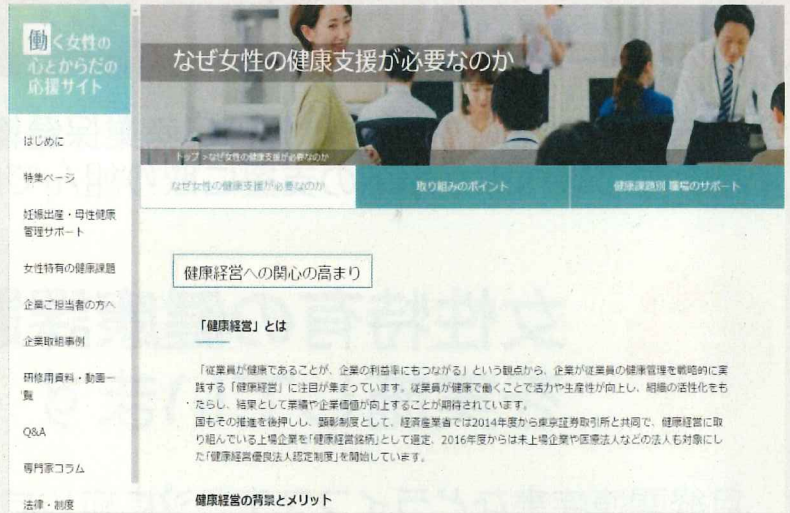 働く女性の
心とからだの
応援サイト
はじめに
特集ページ
妊娠出産・母性健康
管理サポート
女性特有の健康課題
企業ご担当者の方へ
企業取組事例
研修用資料・動画一
覧
Q&A
専門家コラム
法律・制度
なぜ女性の健康支援が必要なのか
トップ >なぜ女性の健康支援が必要なのか
なぜ女性の健康支援が必要なのか
取り組みのポイント
健康課題別 職場のサポート
健康経営への関心の高まり
「健康経営」とは
「従業員が健康であることが、企業の利益率にもつながる」という観点から、企業が従業員の健康管理を戦略的に実
践する「健康経営」に注目が集まっています。従業員が健康で働くことで活力や生産性が向上し、組織の活性化をも
たらし、結果として業績や企業価値が向上することが期待されています。
国もその推進を後押しし、顕彰制度として、経済産業省では2014年度から東京証券取引所と共同で、健康経営に取
り組んでいる上場企業を「健康経営銘柄」として選定、2016年度からは未上場企業や医療法人などの法人も対象にし
た「健康経営優良法人認定制度」を開始しています。
健康経営の背景とメリット